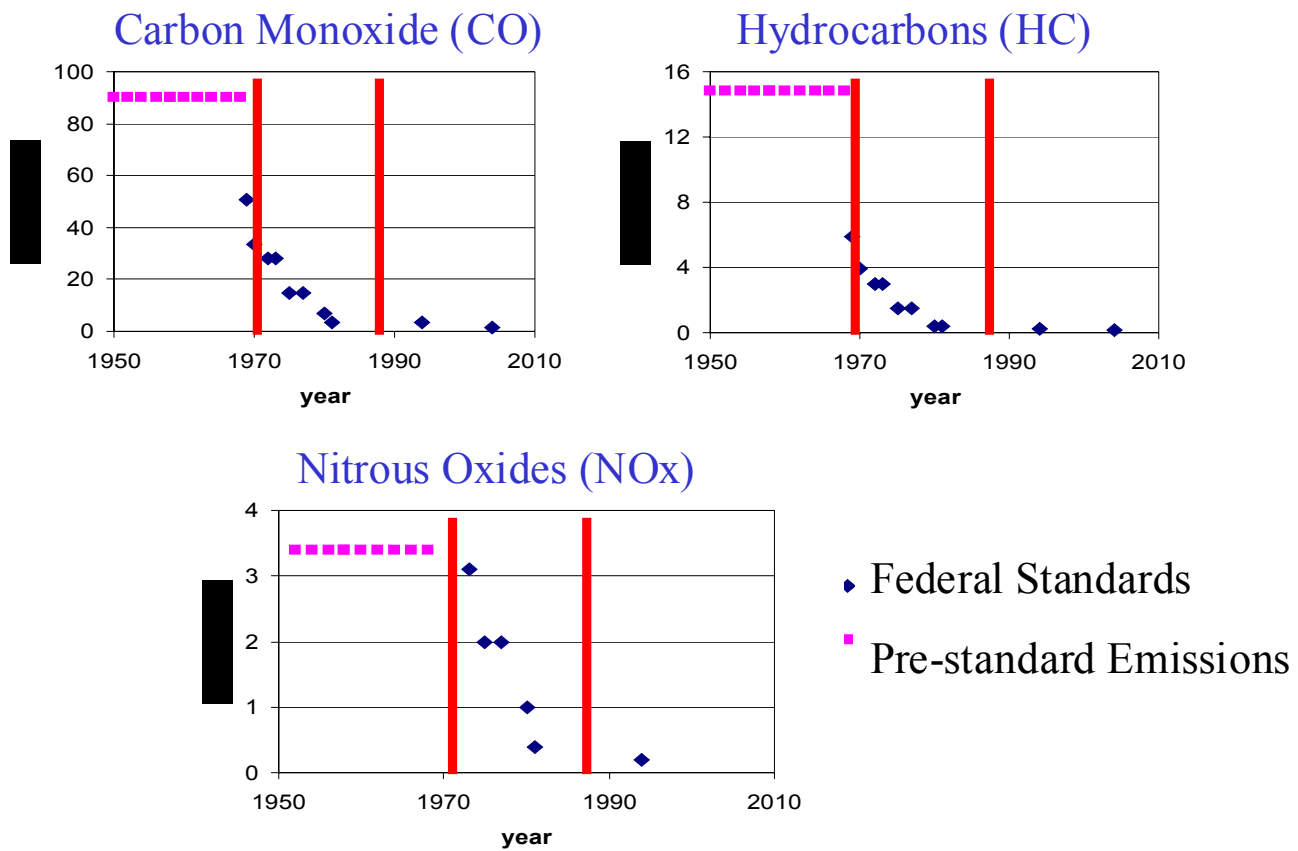 Carbon Monoxide (CO)
100
80
60
40
20
0
1950 1970 1990 2010
year
Hydrocarbons (HC)
16
12
8
4
0
1950 1970 1990 2010
year
Nitrous Oxides (NOx)
4
3
2
1
0
1950 1970 1990 2010
year
Federal Standards
Pre-standard Emissions